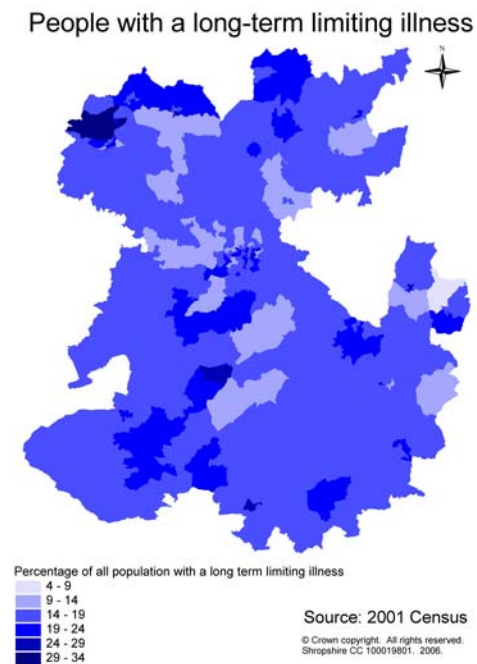 People with a long-term limiting illness
N
Percentage of all population with a long term limiting illness
4 - 9
9 - 14
14 - 19
19 - 24
24 - 29
29 - 34
Source: 2001 Census
© Crown copyright. All rights reserved.
Shropshire CC 100019801. 2006.